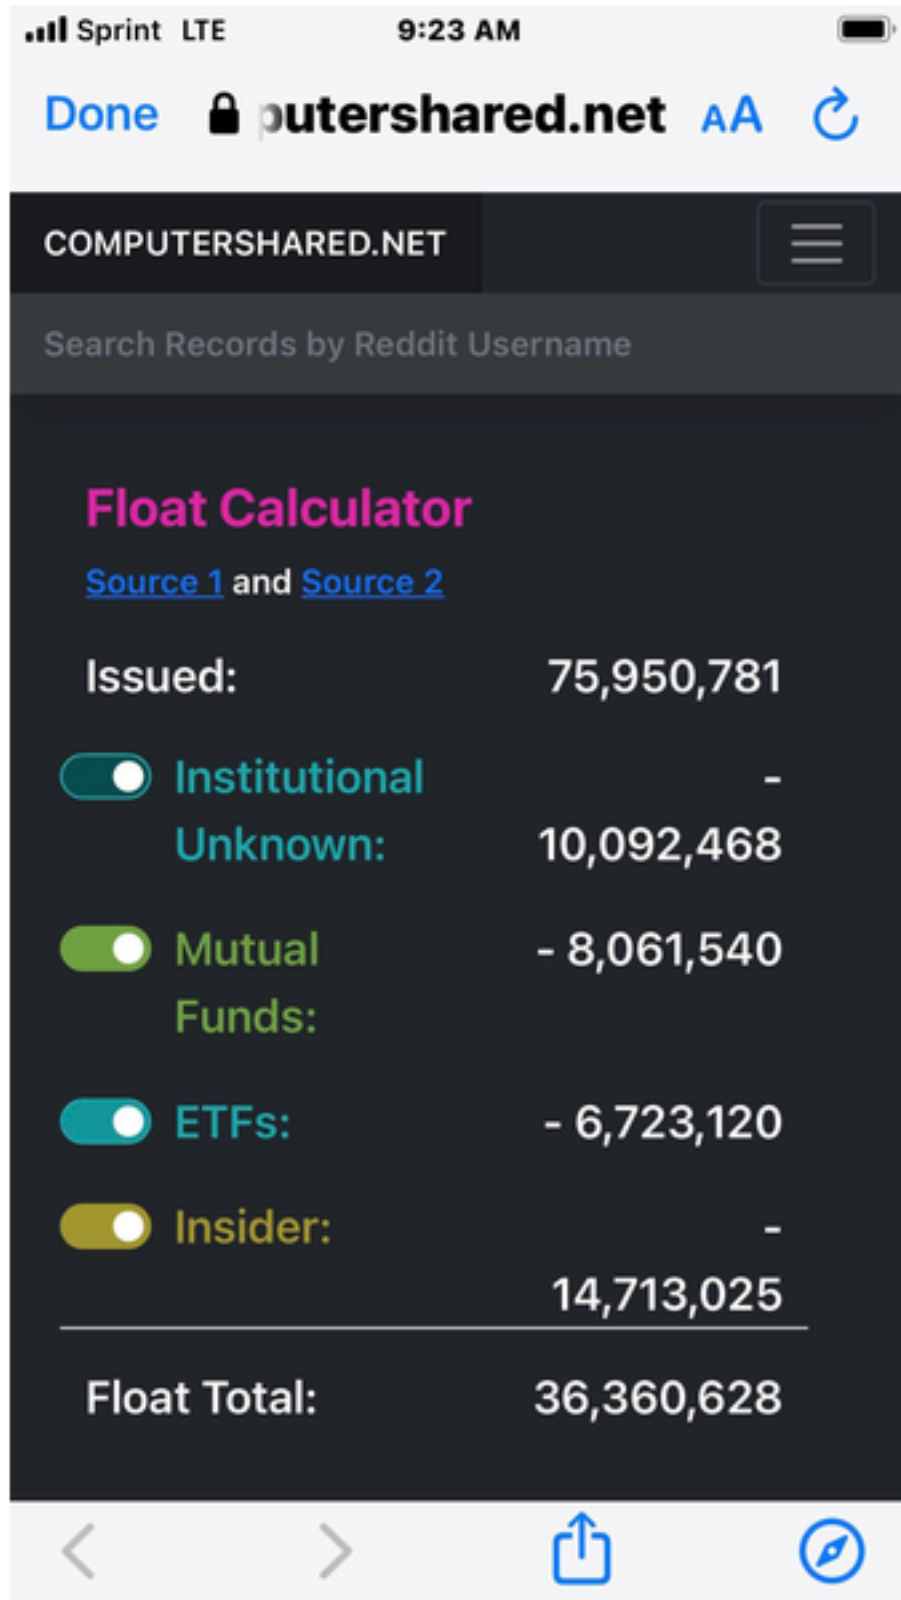 Sprint LTE 9:23 AM
Done putershared.net AA
COMPUTERSHARED.NET
Search Records by Reddit Username
Float Calculator
Source 1 and Source 2
Issued: 75,950,781
Institutional -
Unknown: 10,092,468
Mutual - 8,061,540
Funds:
ETFs: - 6,723,120
Insider: -
14,713,025
Float Total: 36,360,628